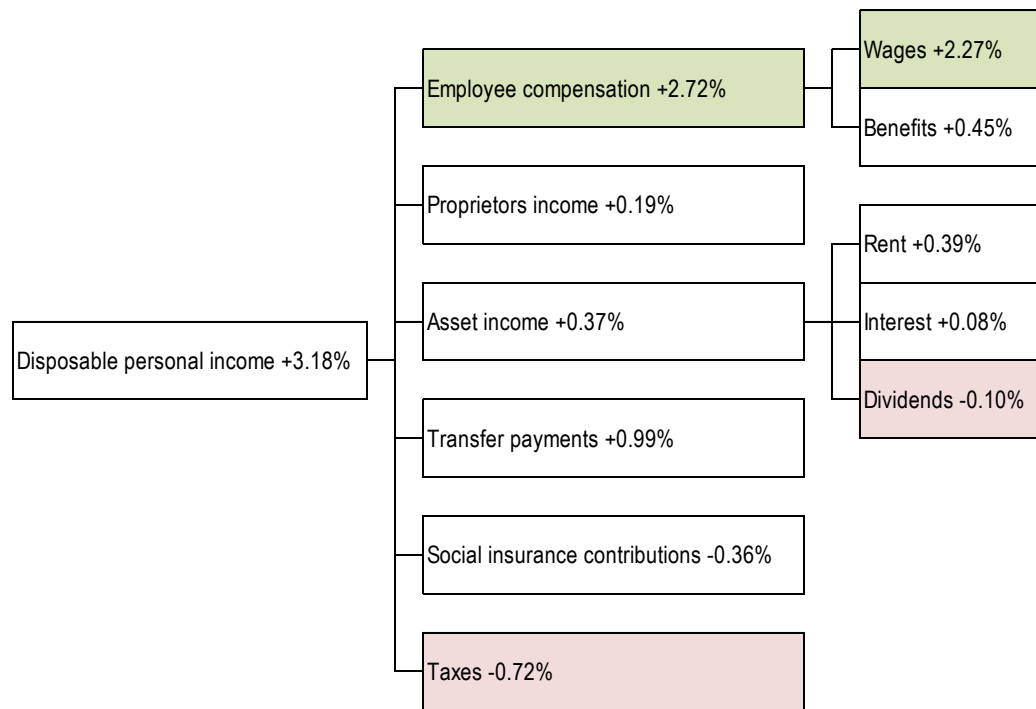 Disposable personal income +3.18%
Employee compensation +2.72%
Wages +2.27%
Benefits +0.45%
Proprietors income +0.19%
Asset income +0.37%
Rent +0.39%
Interest +0.08%
Dividends -0.10%
Transfer payments +0.99%
Social insurance contributions -0.36%
Taxes -0.72%